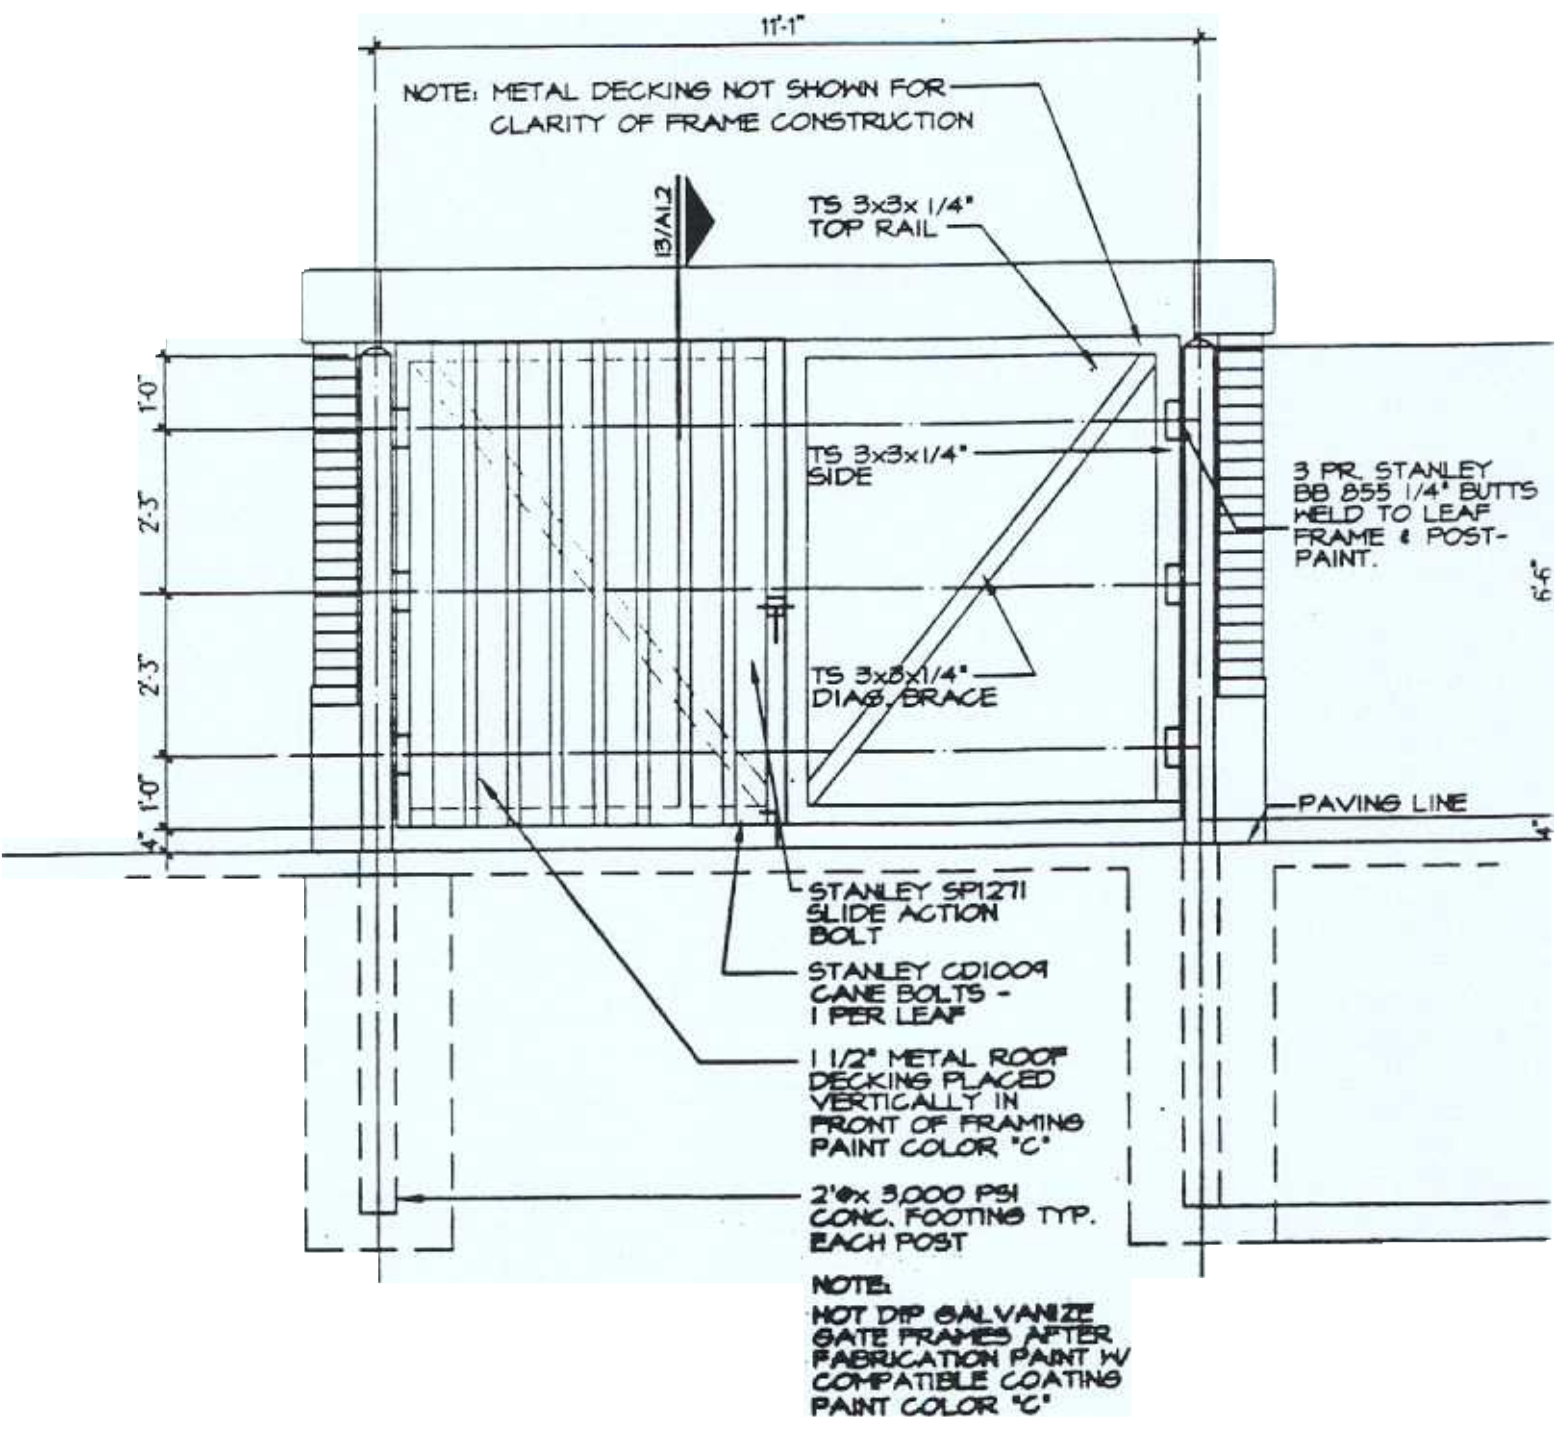 11'-1"
NOTE: METAL DECKING NOT SHOWN FOR
CLARITY OF FRAME CONSTRUCTION
13/A1.2
TS 3x3x 1/4"
TOP RAIL
1'-0"
2'-3"
2'-3"
1'-0"
4"
TS 3x3x1/4"
SIDE
3 PR. STANLEY
BB 855 1/4" BUTTS
WELD TO LEAF
FRAME & POST-
PAINT.
6'-6"
4"
TS 3x3x1/4"
DIAG. BRACE
PAVING LINE
STANLEY SP1271
SLIDE ACTION
BOLT
STANLEY CD1009
CANE BOLTS -
1 PER LEAF
1 1/2" METAL ROOF
DECKING PLACED
VERTICALLY IN
FRONT OF FRAMING
PAINT COLOR "C"
2'øx 3,000 PSI
CONC. FOOTING TYP.
EACH POST
NOTE:
HOT DIP GALVANIZE
GATE FRAMES AFTER
FABRICATION PAINT W/
COMPATIBLE COATING
PAINT COLOR "C"